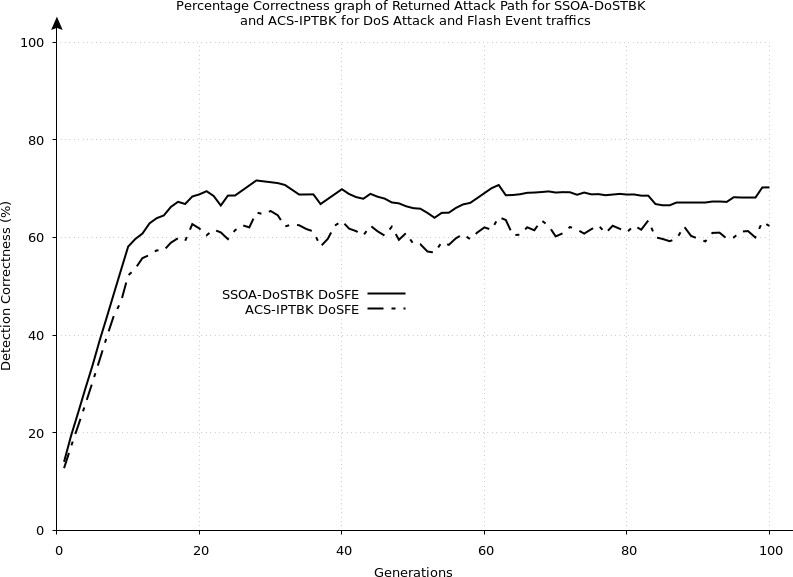 Percentage Correctness graph of Returned Attack Path for SSOA-DoSTBK
and ACS-IPTBK for DoS Attack and Flash Event traffics
100
80
60
40
20
0
Detection Correctness (%)
SSOA-DoSTBK DoSFE
ACS-IPTBK DoSFE
0 20 40 60 80 100
Generations